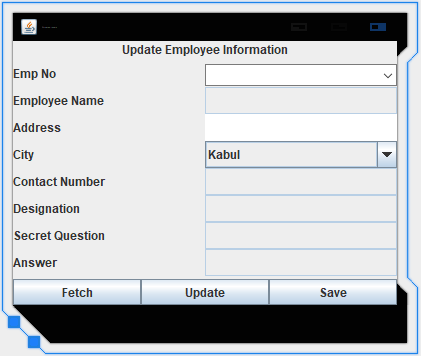 Update Employee Information
Emp No
Employee Name
Address
City Kabul
Contact Number
Designation
Secret Question
Answer
Fetch Update Save